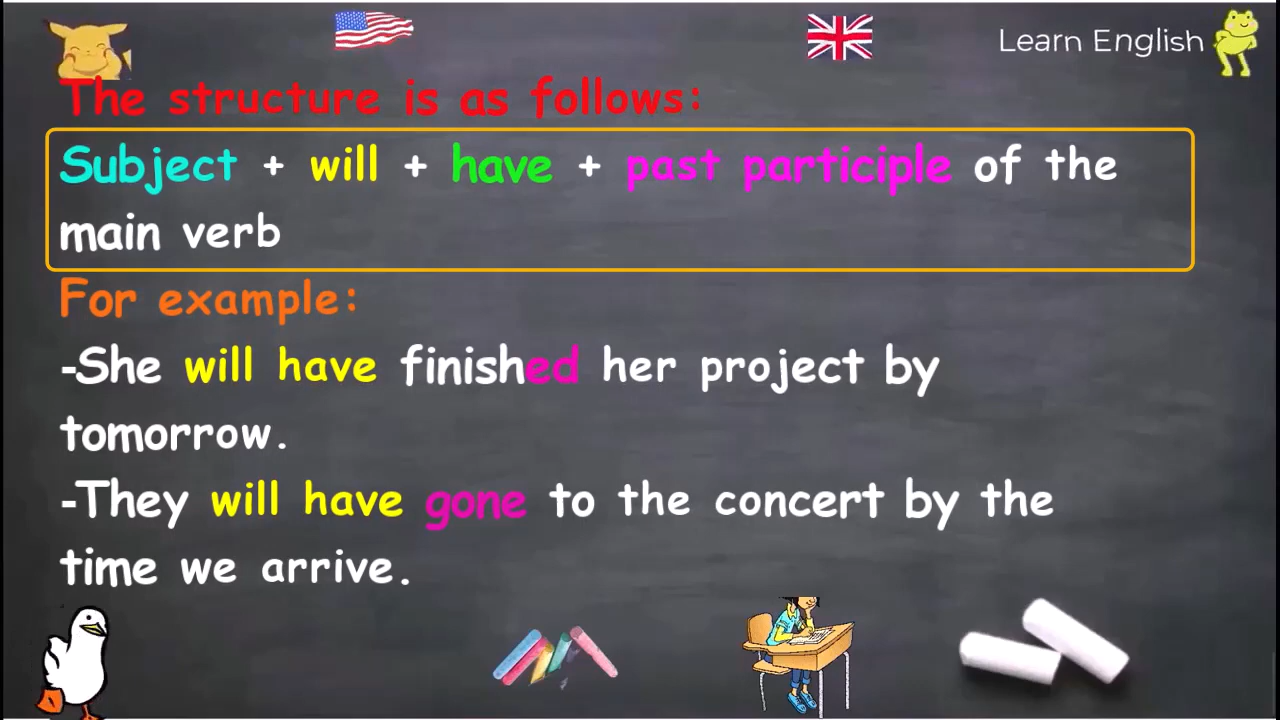 Learn English
The structure is as follows:
Subject + will + have + past participle of the
main verb
For example:
-She will have finished her project by
tomorrow.
-They will have gone to the concert by the
time we arrive.